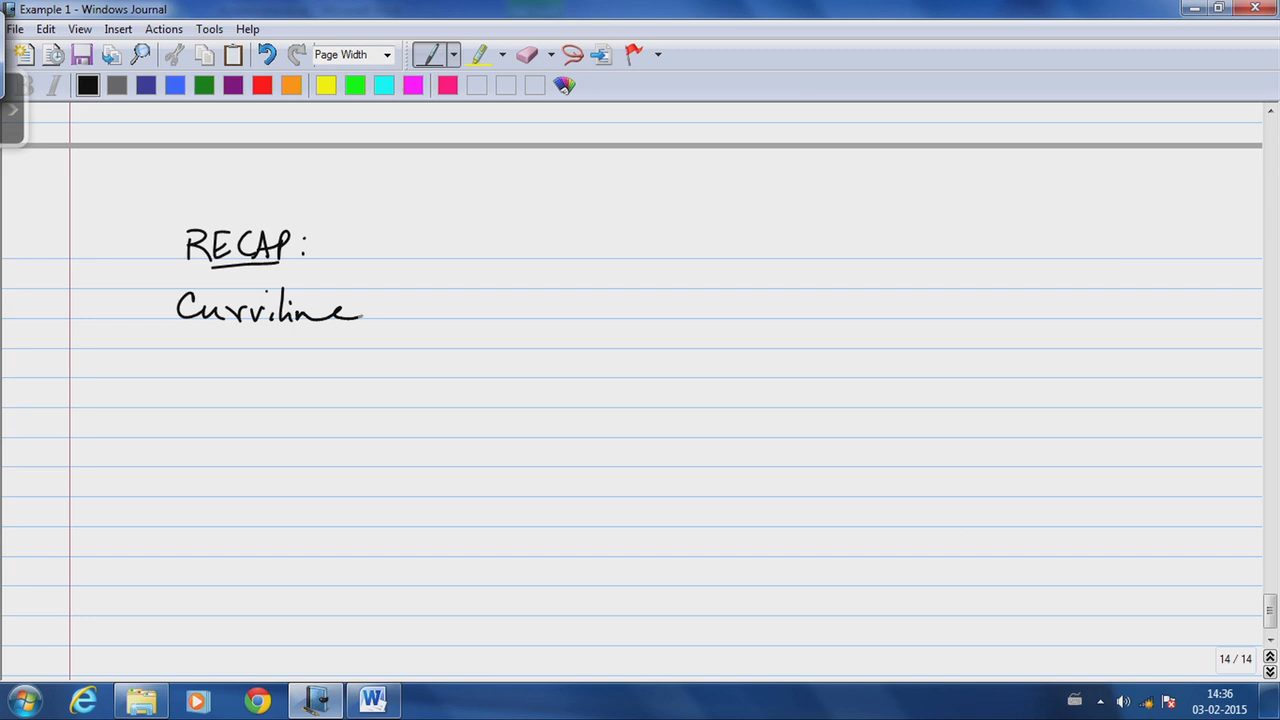 Example 1 - Windows Journal
File Edit View Insert Actions Tools Help
Page Width
B I
RECAP:
Curviline
14 / 14
14:36
03-02-2015